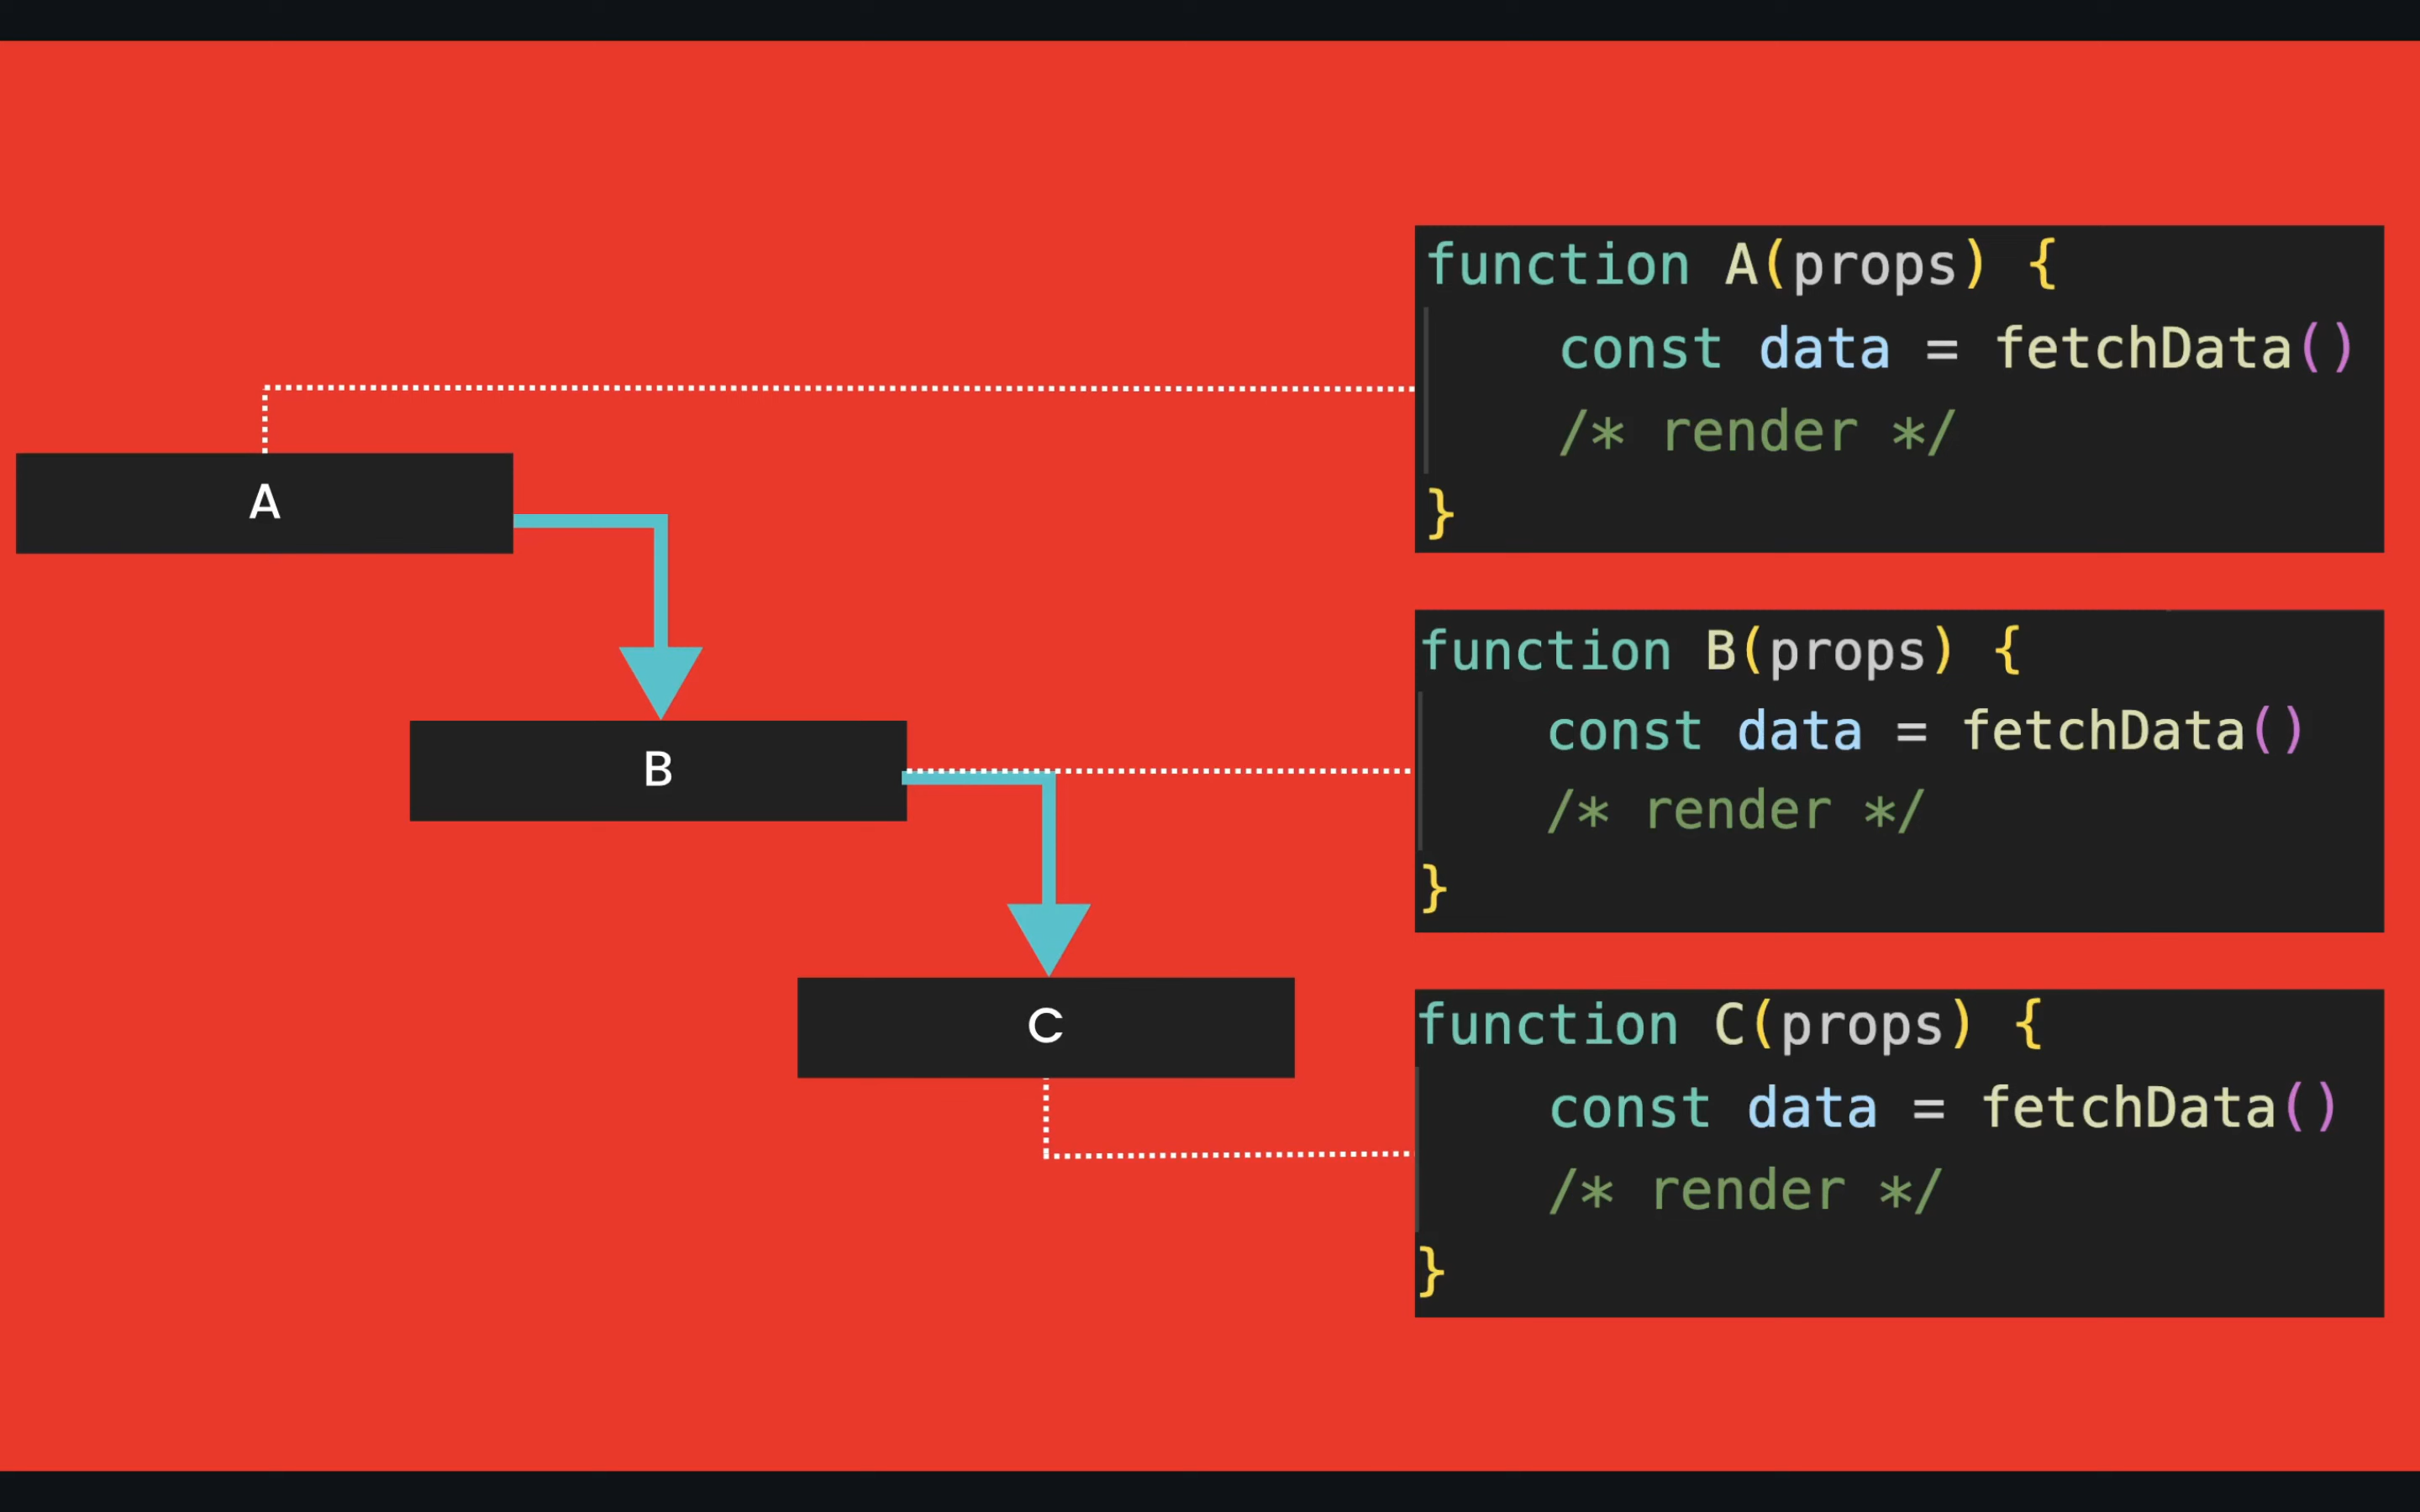 A
B
C
function A(props) {
    const data = fetchData()
    /* render */
}
function B(props) {
    const data = fetchData()
    /* render */
}
function C(props) {
    const data = fetchData()
    /* render */
}